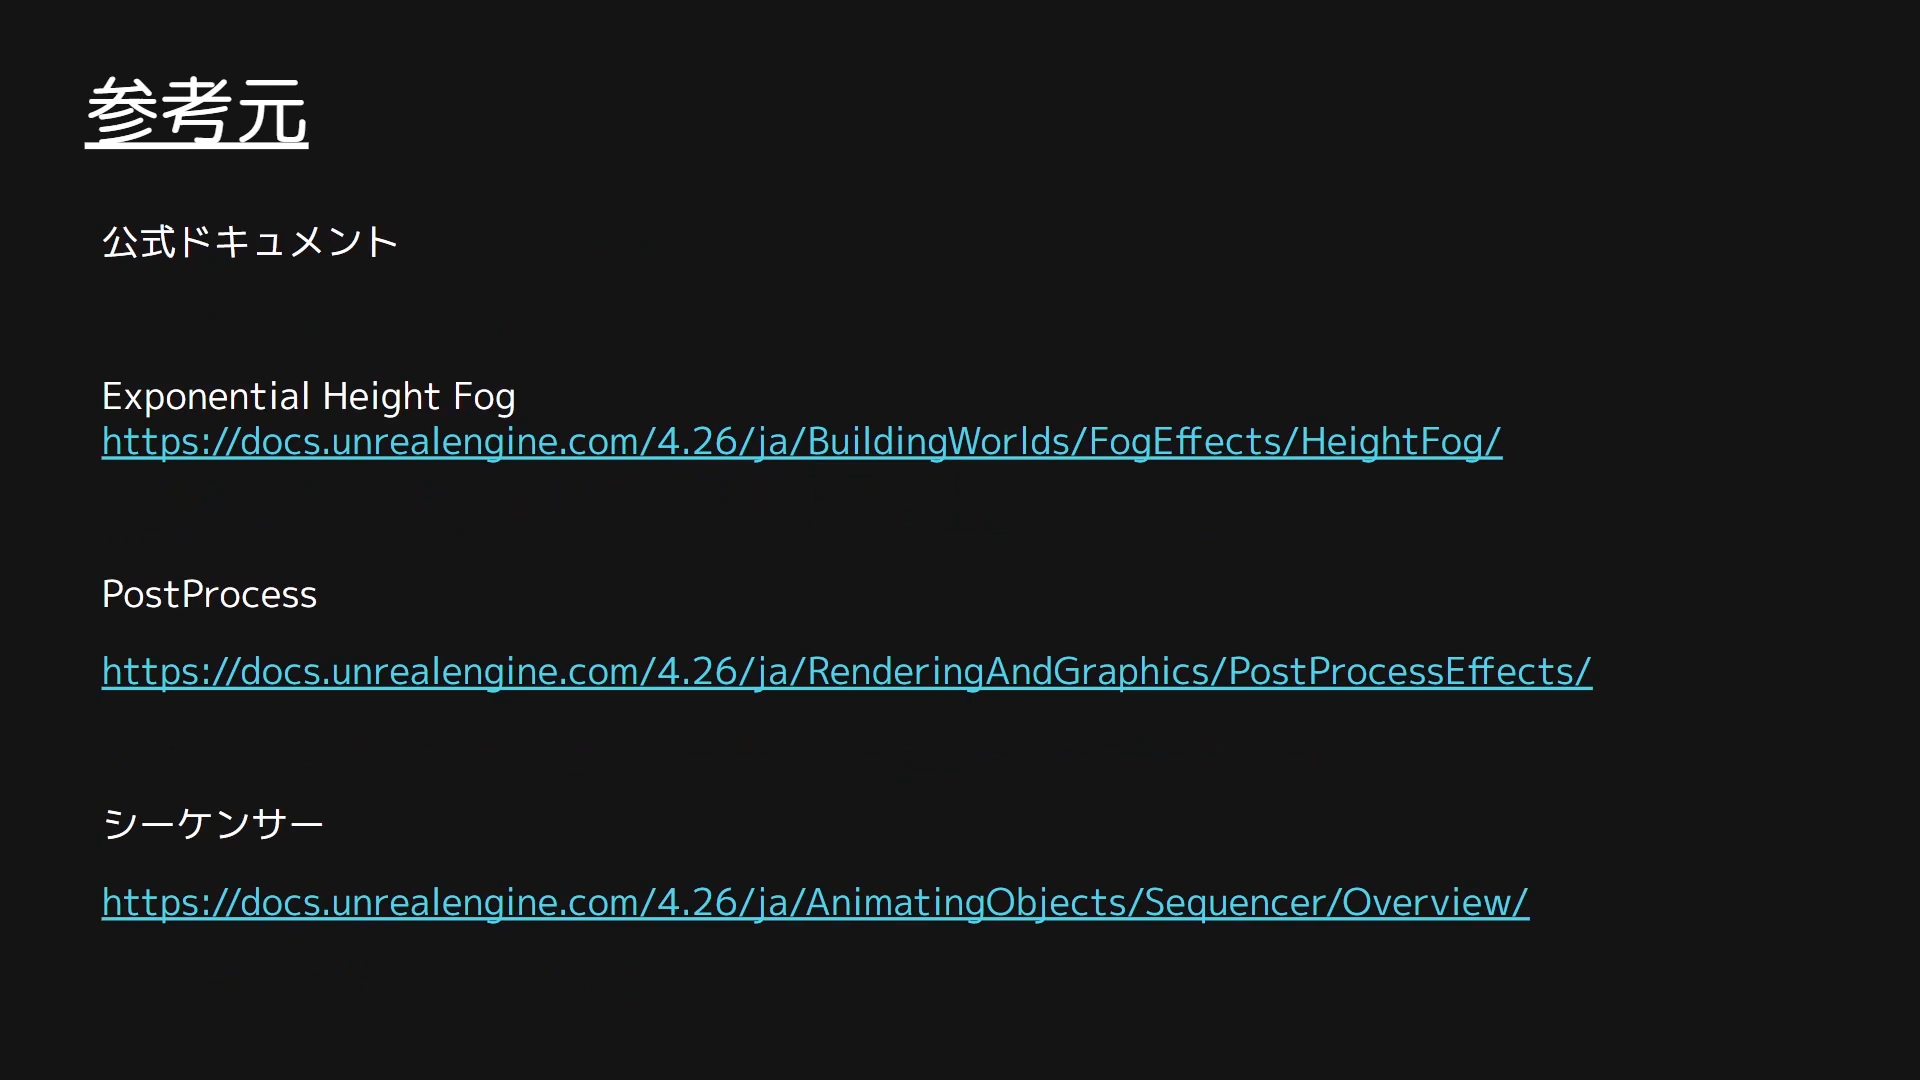 参考元
公式ドキュメント
Exponential Height Fog
https://docs.unrealengine.com/4.26/ja/BuildingWorlds/FogEffects/HeightFog/
PostProcess
https://docs.unrealengine.com/4.26/ja/RenderingAndGraphics/PostProcessEffects/
シーケンサー
https://docs.unrealengine.com/4.26/ja/AnimatingObjects/Sequencer/Overview/